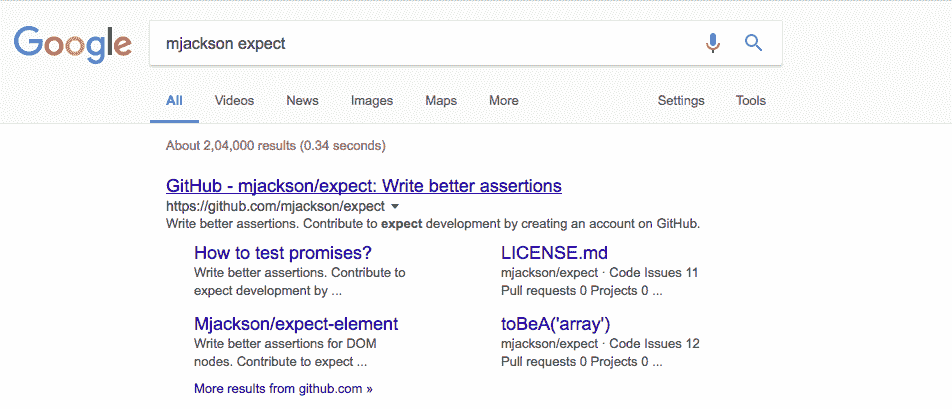 Google
mjackson expect
All Videos News Images Maps More Settings Tools
About 2,04,000 results (0.34 seconds)
GitHub - mjackson/expect: Write better assertions
https://github.com/mjackson/expect
Write better assertions. Contribute to expect development by creating an account on GitHub.
How to test promises?
Write better assertions. Contribute to
expect development by ...
LICENSE.md
mjackson/expect · Code Issues 11
Pull requests 0 Projects 0 ...
Mjackson/expect-element
Write better assertions for DOM
nodes. Contribute to expect ...
toBeA('array')
mjackson/expect · Code Issues 12
Pull requests 0 Projects 0 ...
More results from github.com »